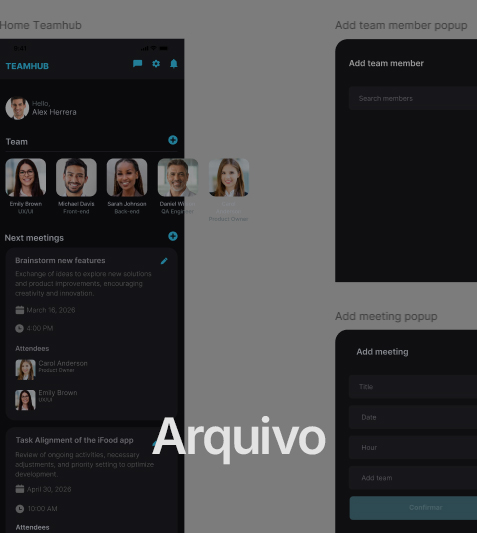 Home Teamhub
Add team member popup
9:41
TEAMHUB
Add team member
Search members
Hello,
Alex Herrera
Team
Emily Brown
UX/UI
Michael Davis
Front-end
Sarah Johnson
Back-end
Daniel
QA Engineer
Product Owner
Next meetings
Brainstorm new features
Exchange of ideas to explore new solutions
and product improvements, encouraging
creativity and innovation.
March 16, 2026
4:00 PM
Attendees
Carol Anderson
Product Owner
Emily Brown
UX/UI
Add meeting popup
Add meeting
Title
Date
Hour
Add team
Confirmar
Arquivo
Task Alignment of the iFood app
Review of ongoing activities, necessary
adjustments, and priority setting to optimize
development.
April 30, 2026
10:00 AM
Attendees